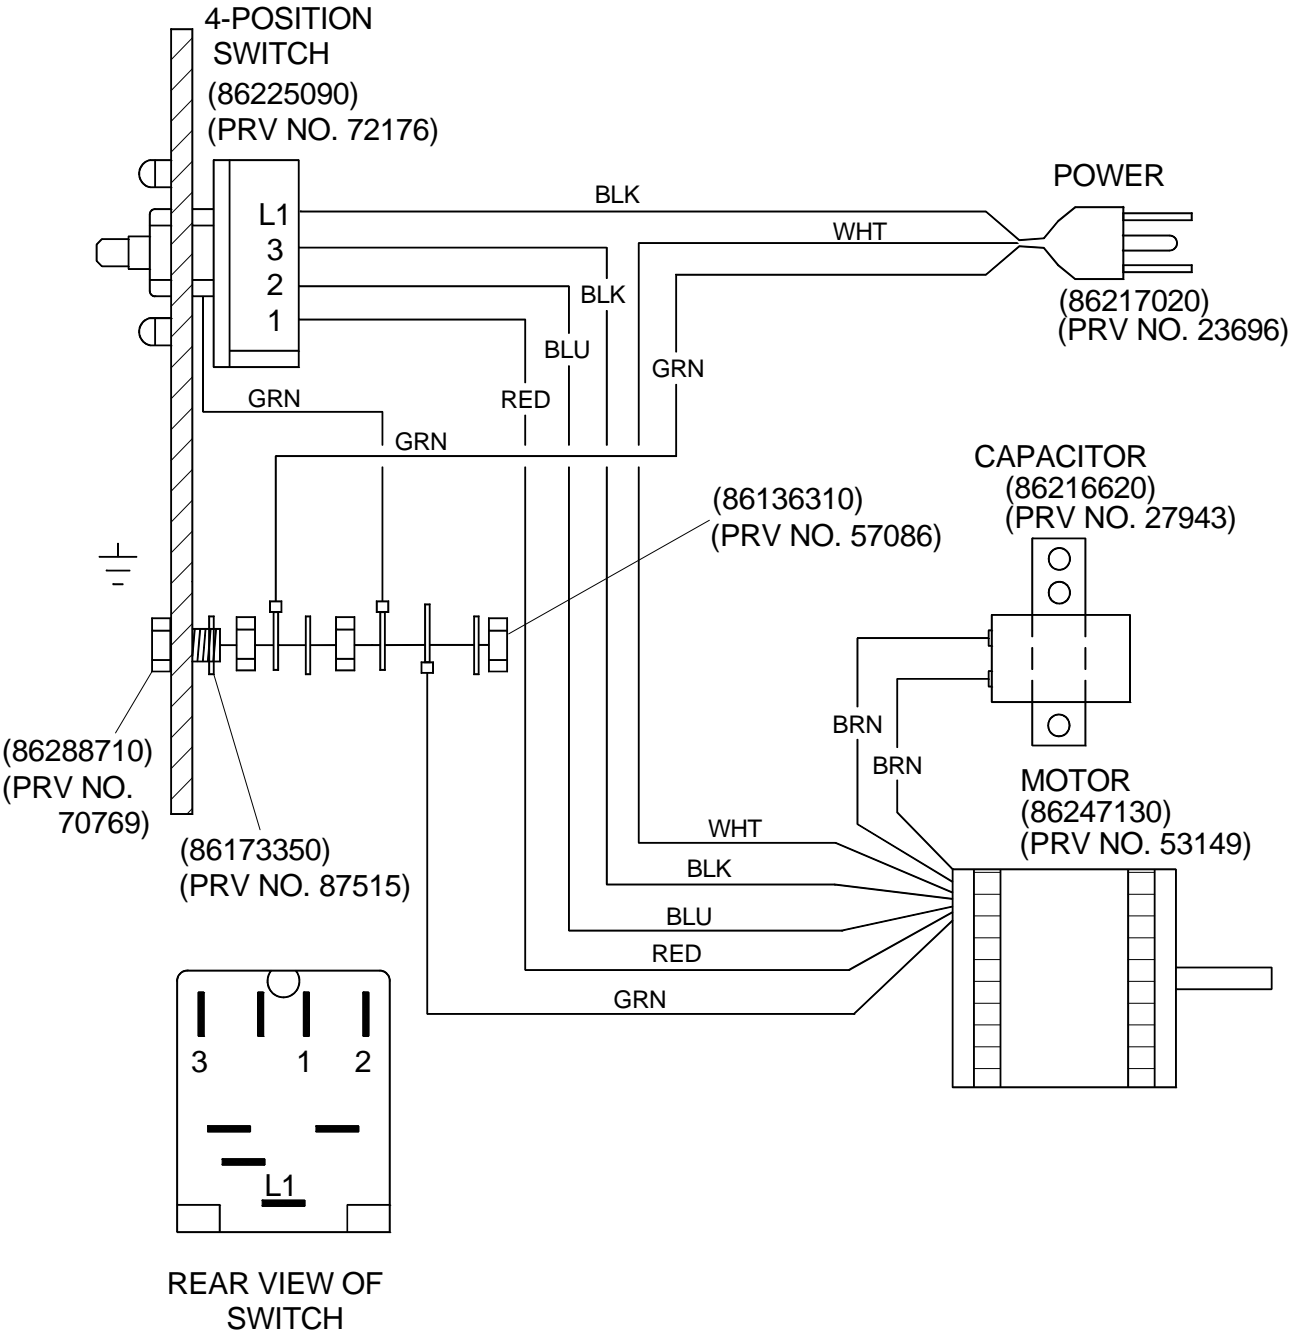 4-POSITION
SWITCH
(86225090)
(PRV NO. 72176)
L1
3
2
1
BLK
WHT
POWER
(86217020)
(PRV NO. 23696)
BLK
BLU
GRN
RED
GRN
GRN
CAPACITOR
(86216620)
(PRV NO. 27943)
(86136310)
(PRV NO. 57086)
BRN
BRN
(86288710)
(PRV NO.
70769)
(86173350)
(PRV NO. 87515)
MOTOR
(86247130)
(PRV NO. 53149)
WHT
BLK
BLU
RED
GRN
3 1 2
L1
REAR VIEW OF
SWITCH